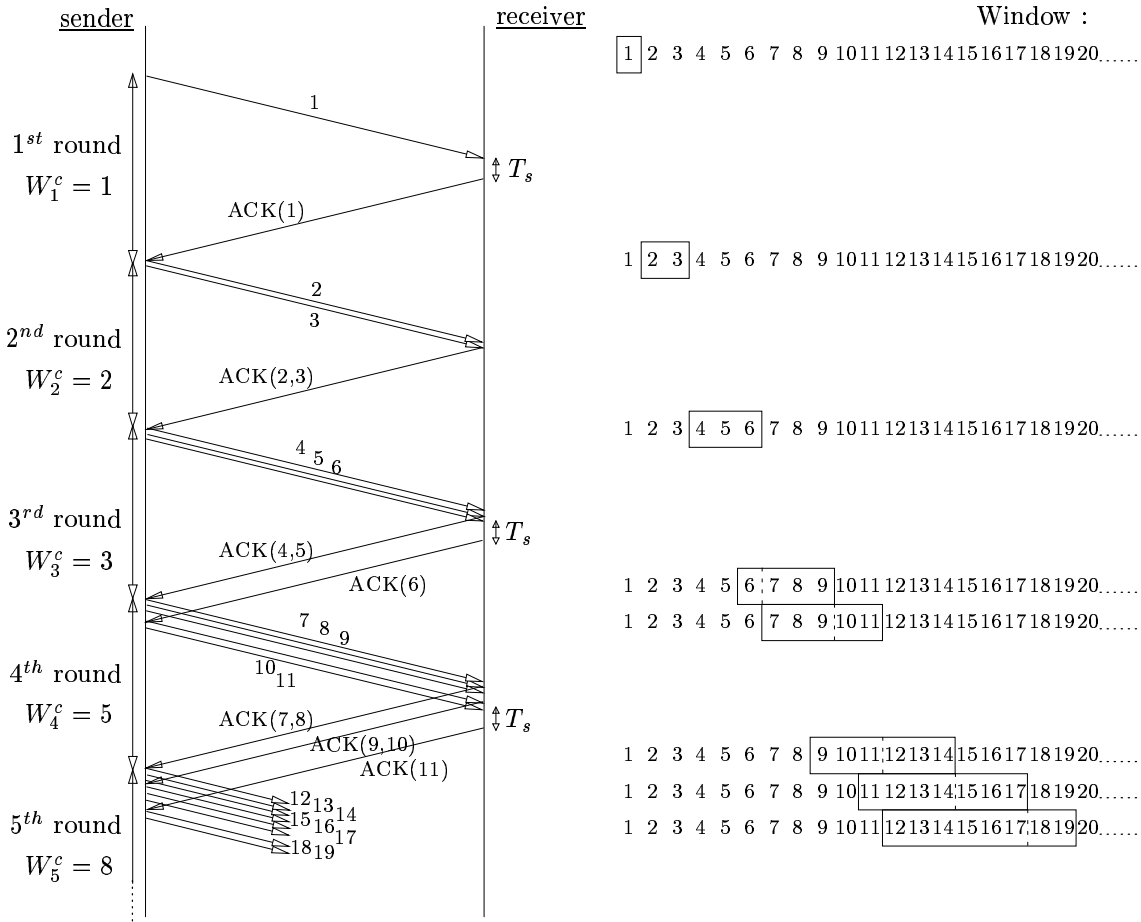 sender
receiver
Window :
1 2 3 4 5 6 7 8 9 10 11 12 13 14 15 16 17 18 19 20......
1
1st round
W1c = 1
Ts
ACK(1)
1 2 3 4 5 6 7 8 9 10 11 12 13 14 15 16 17 18 19 20......
2
3
2nd round
W2c = 2
ACK(2,3)
1 2 3 4 5 6 7 8 9 10 11 12 13 14 15 16 17 18 19 20......
4 5 6
3rd round
W3c = 3
Ts
ACK(4,5)
ACK(6)
1 2 3 4 5 6 7 8 9 10 11 12 13 14 15 16 17 18 19 20......
1 2 3 4 5 6 7 8 9 10 11 12 13 14 15 16 17 18 19 20......
7 8 9
10 11
4th round
W4c = 5
Ts
ACK(7,8)
ACK(9,10)
ACK(11)
1 2 3 4 5 6 7 8 9 10 11 12 13 14 15 16 17 18 19 20......
1 2 3 4 5 6 7 8 9 10 11 12 13 14 15 16 17 18 19 20......
1 2 3 4 5 6 7 8 9 10 11 12 13 14 15 16 17 18 19 20......
12 13 14
15 16 17
18 19
5th round
W5c = 8